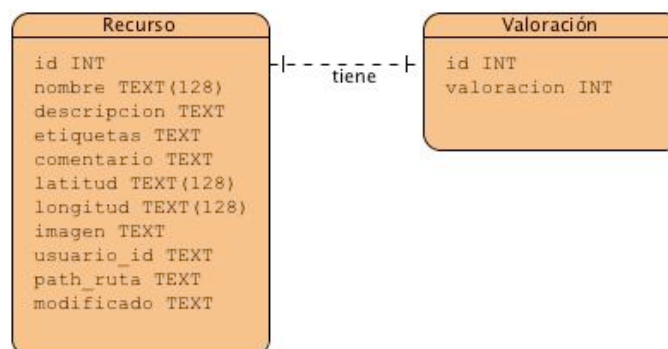 Recurso
id INT
nombre TEXT(128)
descripcion TEXT
etiquetas TEXT
comentario TEXT
latitud TEXT(128)
longitud TEXT(128)
imagen TEXT
usuario_id TEXT
path_ruta TEXT
modificado TEXT
tiene
Valoración
id INT
valoracion INT